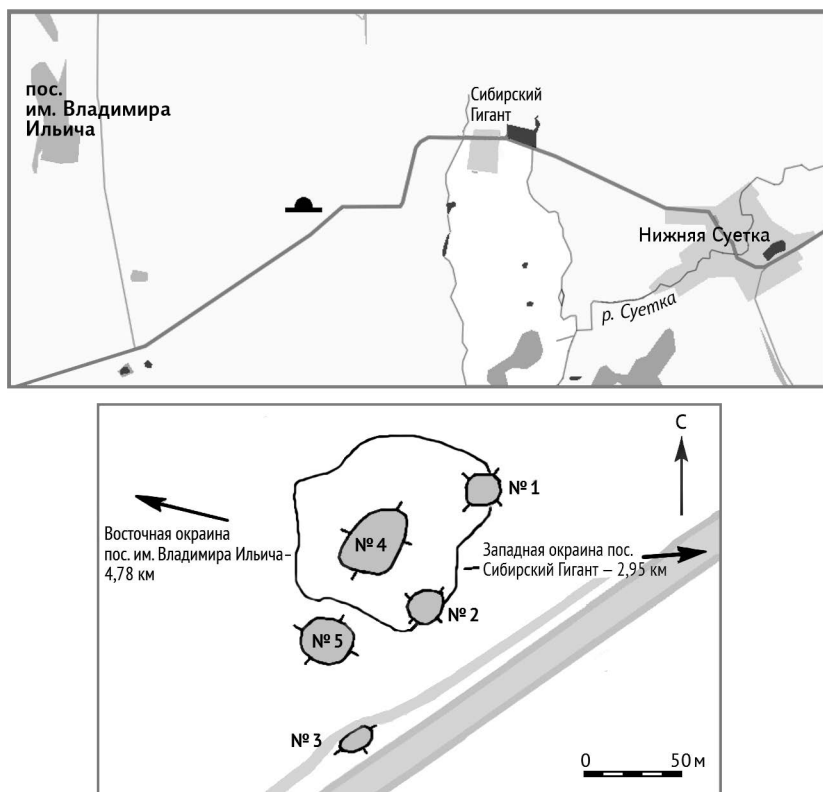 пос.
им. Владимира
Ильича
Сибирский
Гигант
Нижняя Суетка
р. Суетка
С
№ 1
Восточная окраина
пос. им. Владимира Ильича –
4,78 км
№ 4
Западная окраина пос.
Сибирский Гигант – 2,95 км
№ 2
№ 5
№ 3
0 50 м